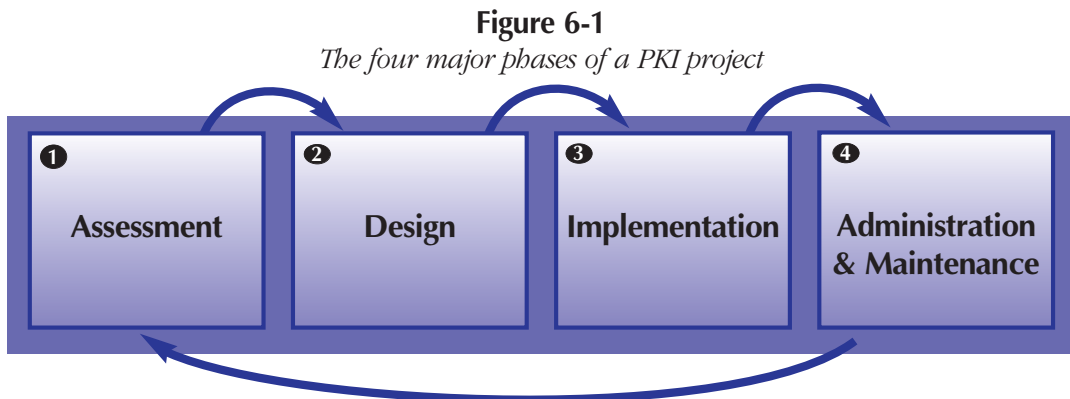 Figure 6-1
The four major phases of a PKI project
1
Assessment
2
Design
3
Implementation
4
Administration
& Maintenance